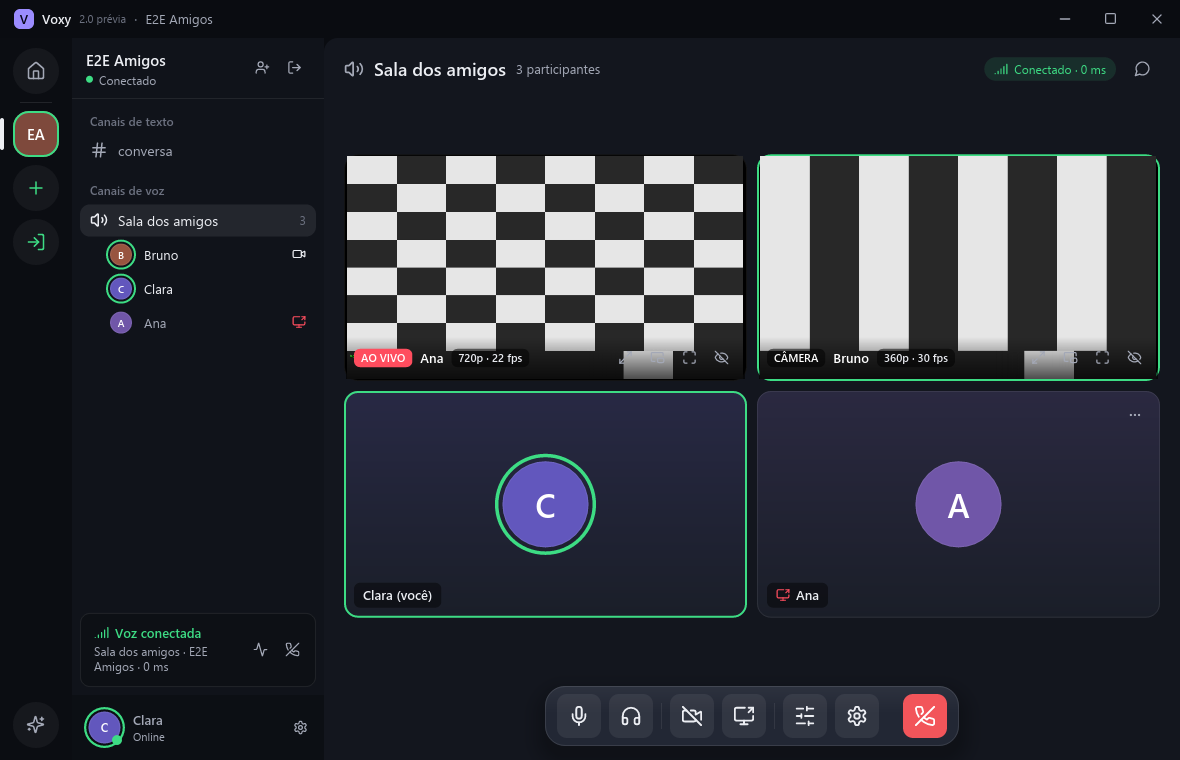 V Voxy 2.0 prévia · E2E Amigos
EA
E2E Amigos
Conectado
Canais de texto
conversa
Canais de voz
Sala dos amigos 3
B Bruno
C Clara
A Ana
Voz conectada
Sala dos amigos · E2E
Amigos · 0 ms
C Clara
Online
Sala dos amigos 3 participantes
Conectado · 0 ms
AO VIVO Ana 720p · 22 fps
CÂMERA Bruno 360p · 30 fps
C
Clara (você)
A
Ana